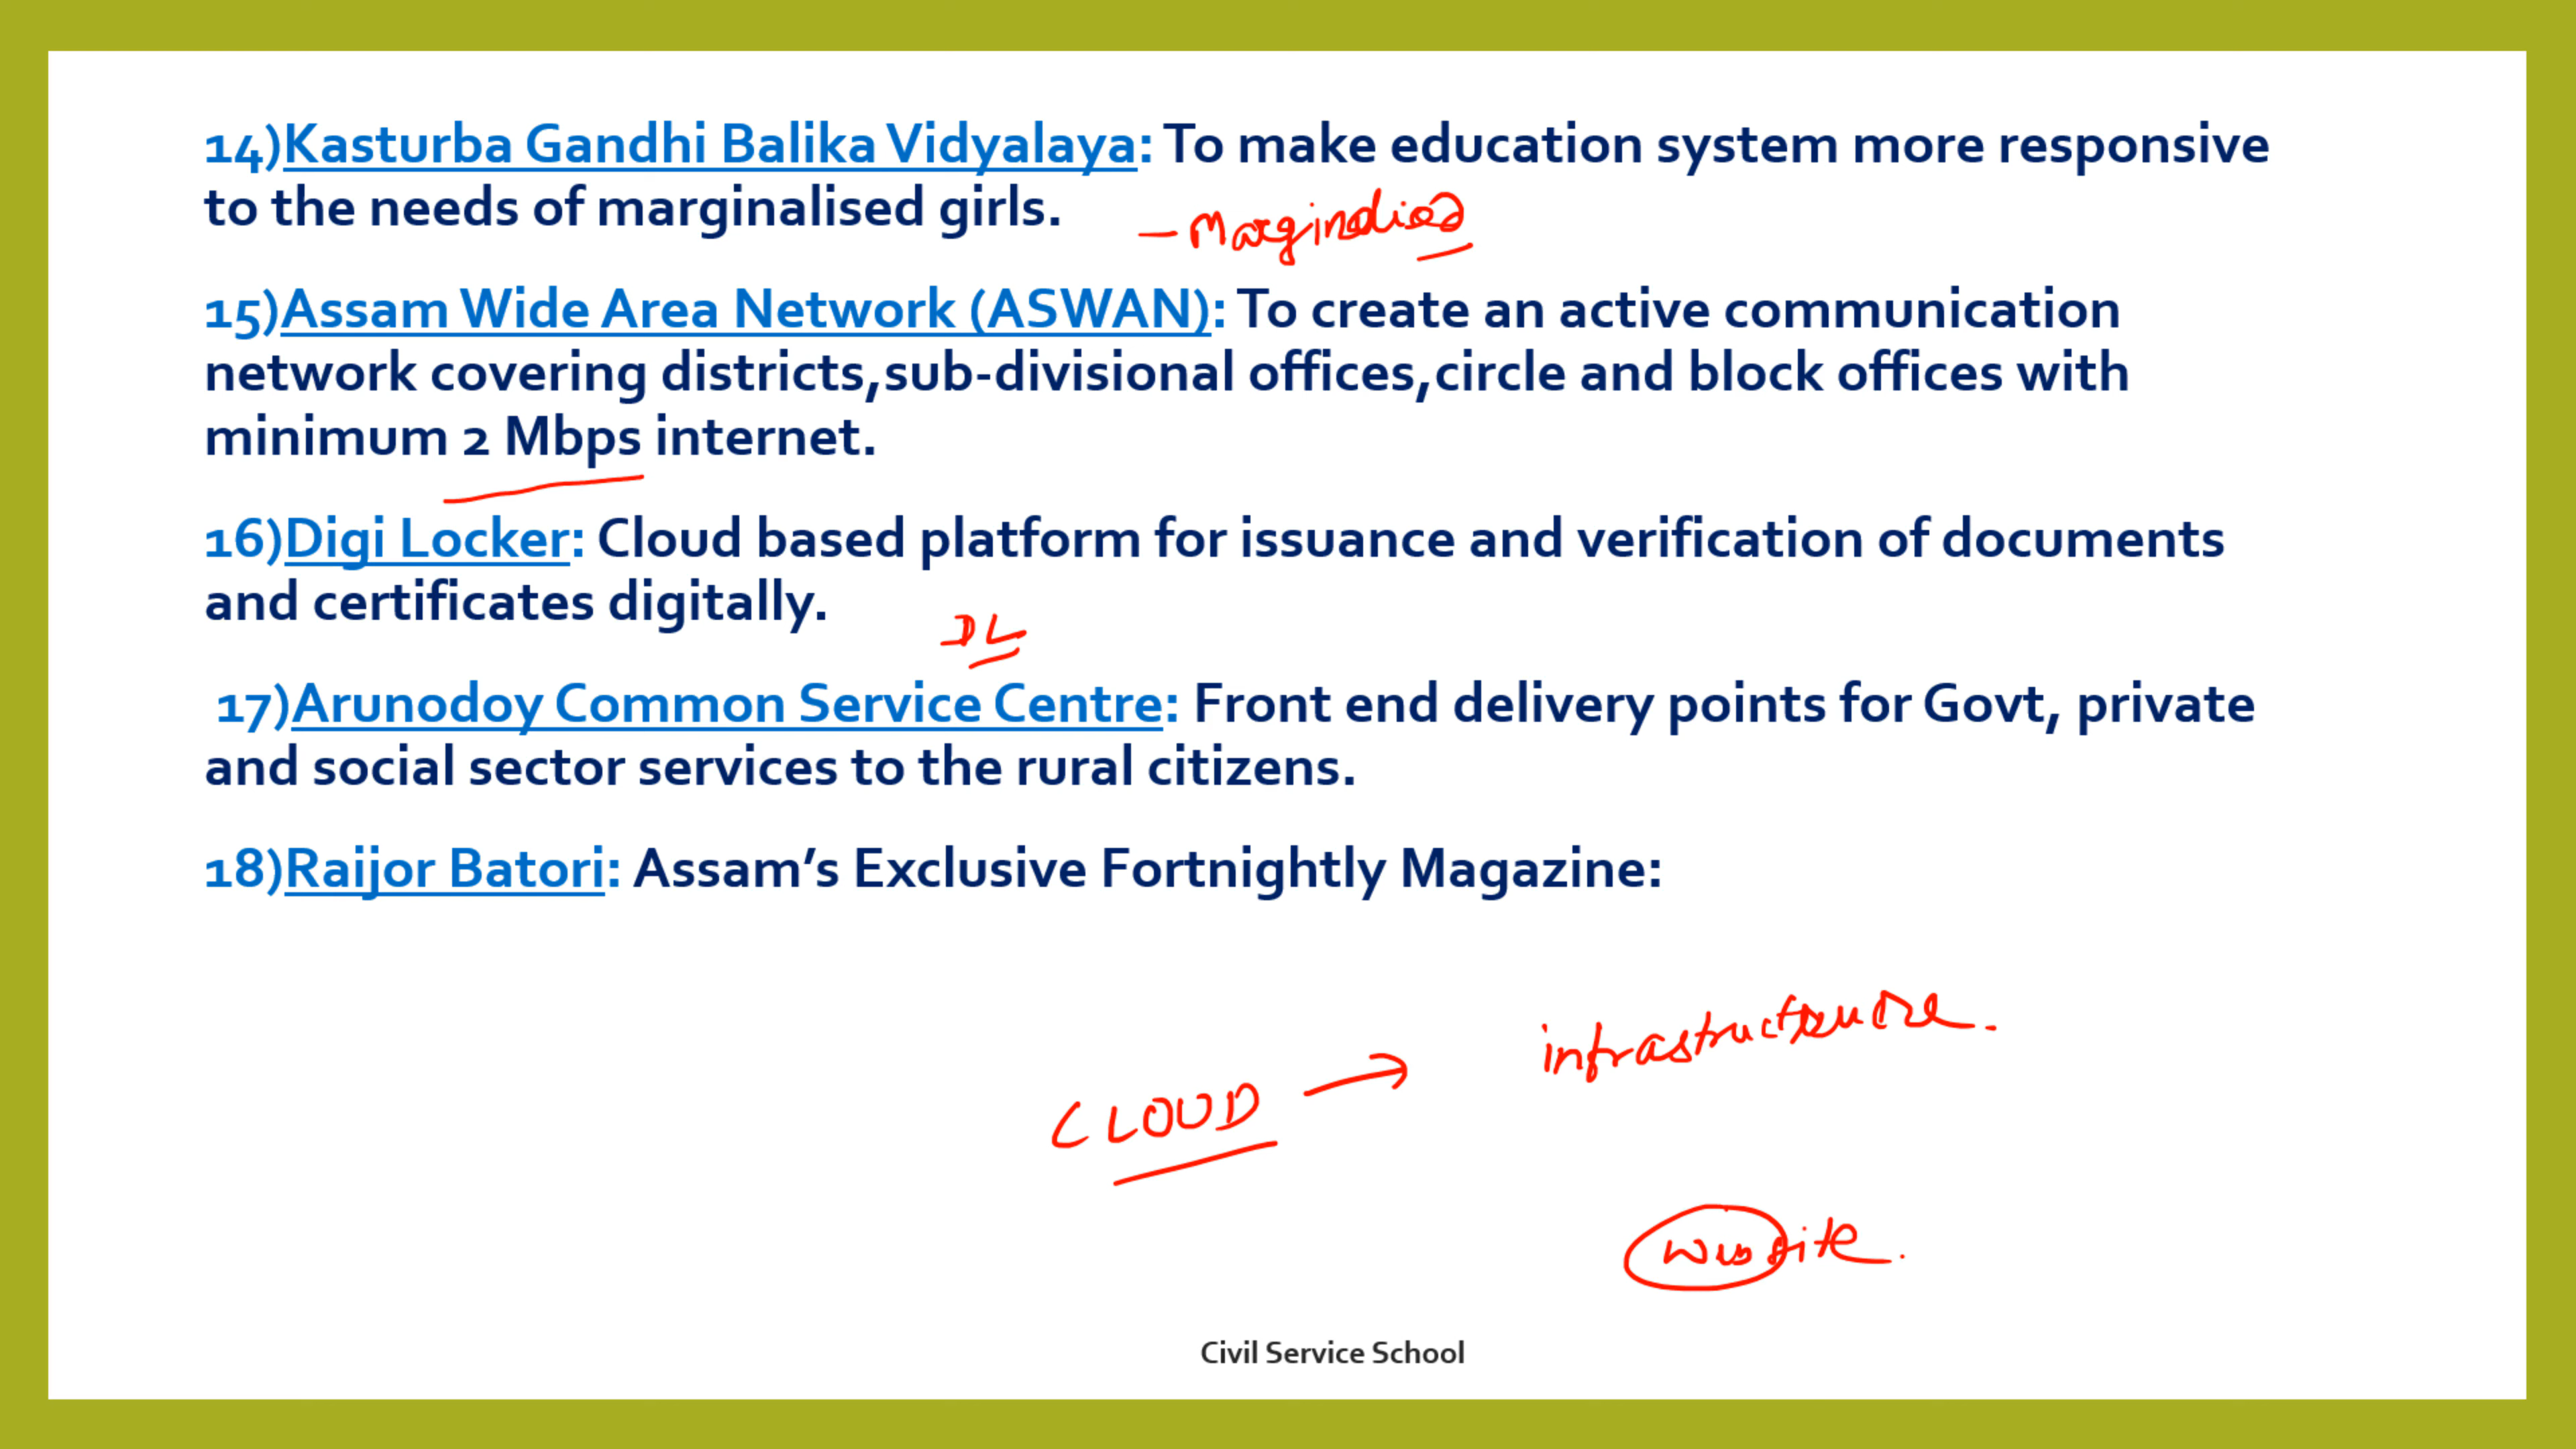 14)Kasturba Gandhi Balika Vidyalaya: To make education system more responsive
to the needs of marginalised girls.
- Marginalised
15)Assam Wide Area Network (ASWAN): To create an active communication
network covering districts,sub-divisional offices,circle and block offices with
minimum 2 Mbps internet.
16)Digi Locker: Cloud based platform for issuance and verification of documents
and certificates digitally.
DL
17)Arunodoy Common Service Centre: Front end delivery points for Govt, private
and social sector services to the rural citizens.
18)Raijor Batori: Assam’s Exclusive Fortnightly Magazine:
CLOUD → infrastructure.
website.
Civil Service School